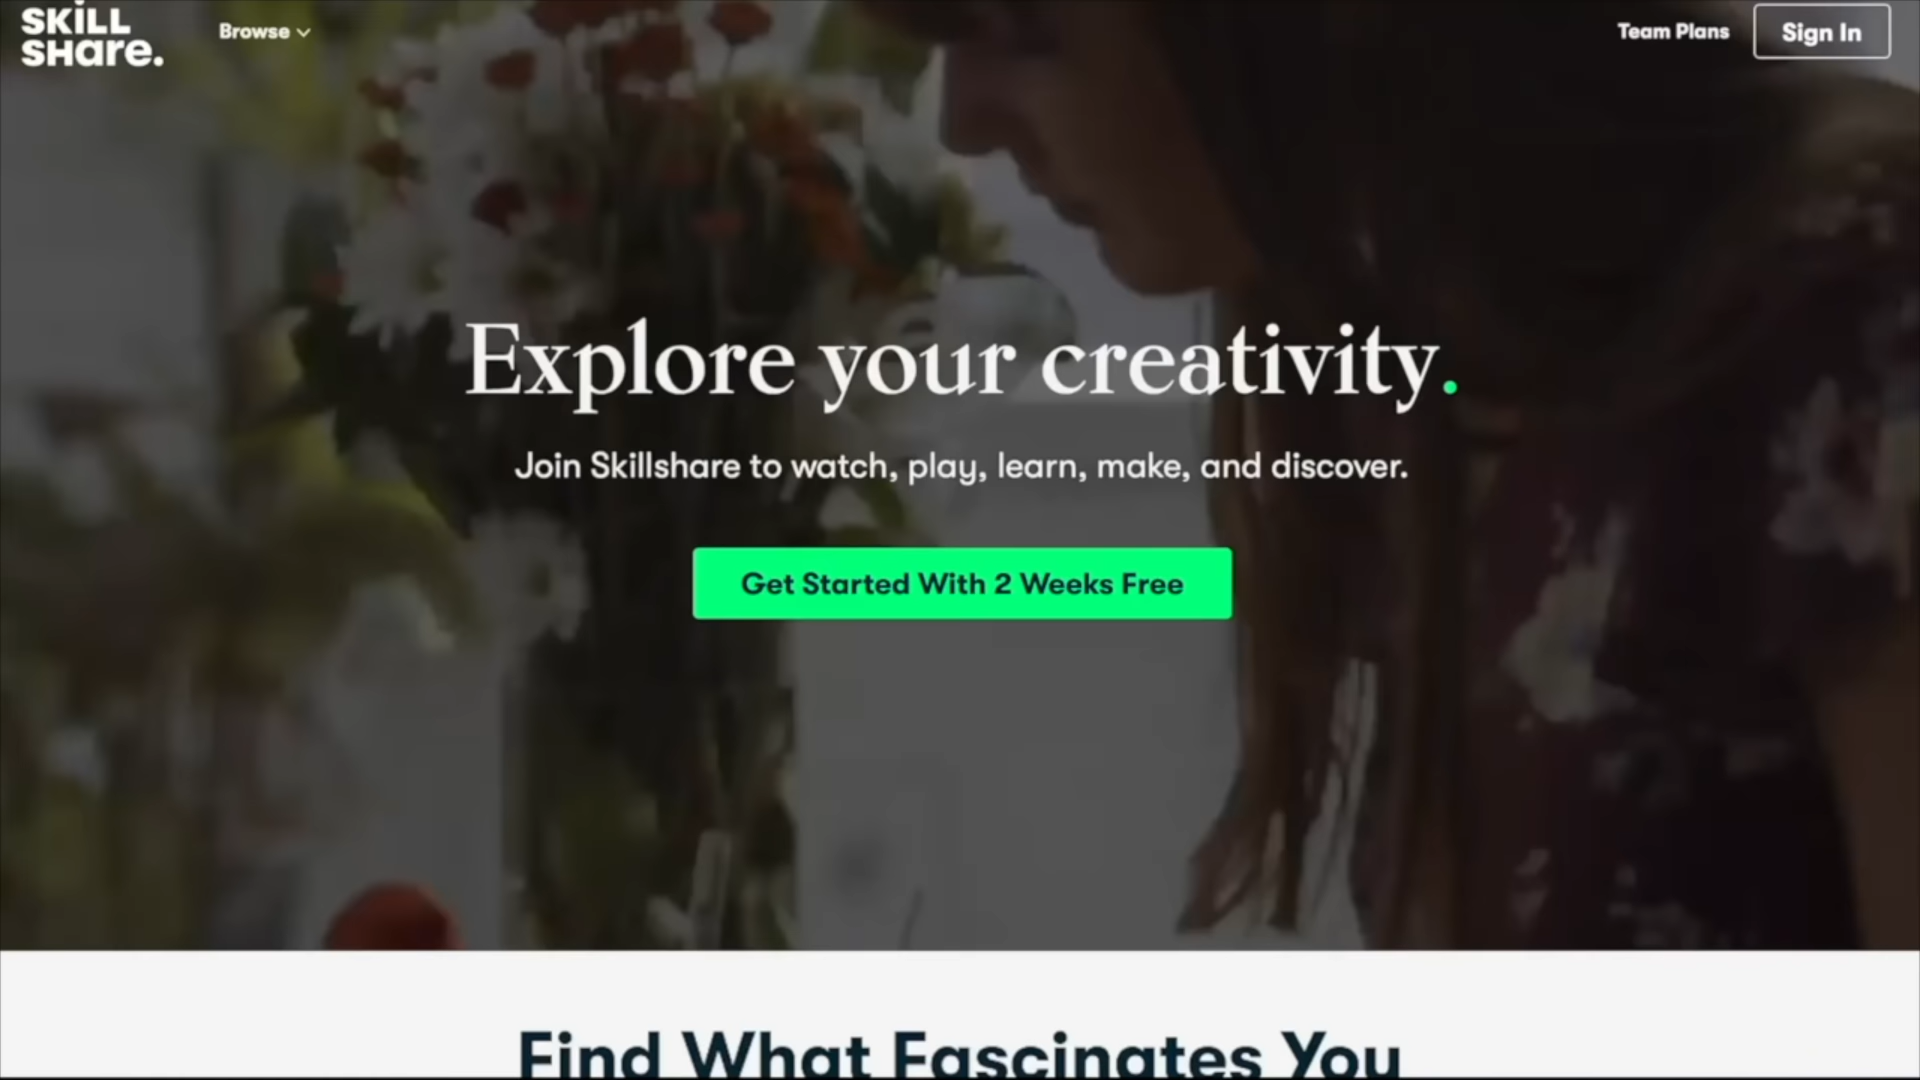 SKILL
SHare.
Browse
Team Plans
Sign In
Explore your creativity.
Join Skillshare to watch, play, learn, make, and discover.
Get Started With 2 Weeks Free
Find What Fascinates You